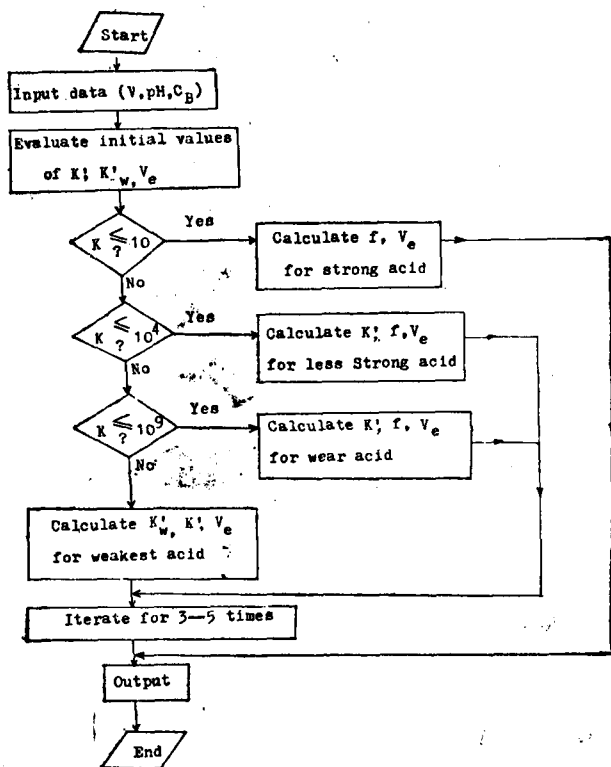 Start
Input data (V,pH,C_B)
Evaluate initial values
of K', K'_w, V_e
K ≤ 10
?
Yes
No
Calculate f, V_e
for strong acid
K ≤ 10^4
?
Yes
No
Calculate K', f,V_e
for less Strong acid
K ≤ 10^9
?
Yes
No
Calculate K', f, V_e
for wear acid
Calculate K'_w, K', V_e
for weakest acid
Iterate for 3—5 times
Output
End